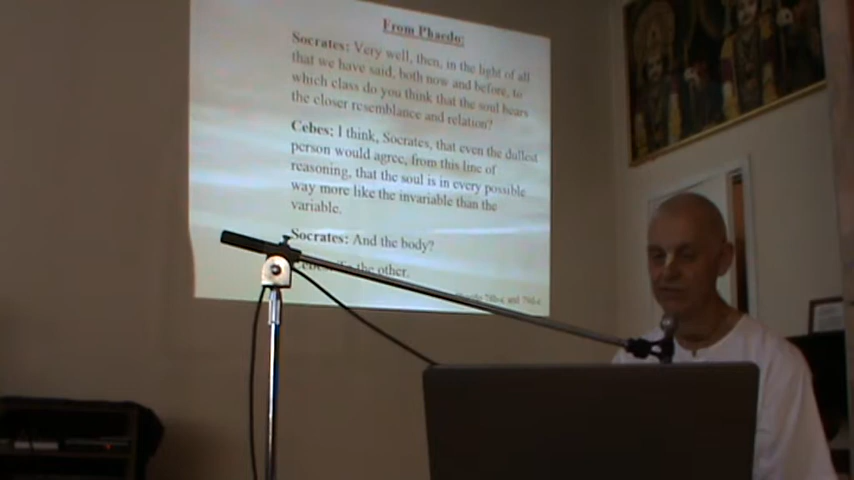 From Phaedo:
Socrates: Very well, then, in the light of all
that we have said, both now and before, to
which class do you think that the soul bears
the closer resemblance and relation?
Cebes: I think, Socrates, that even the dullest
person would agree, from this line of
reasoning, that the soul is in every possible
way more like the invariable than the
variable.
Socrates: And the body?
the other.
and